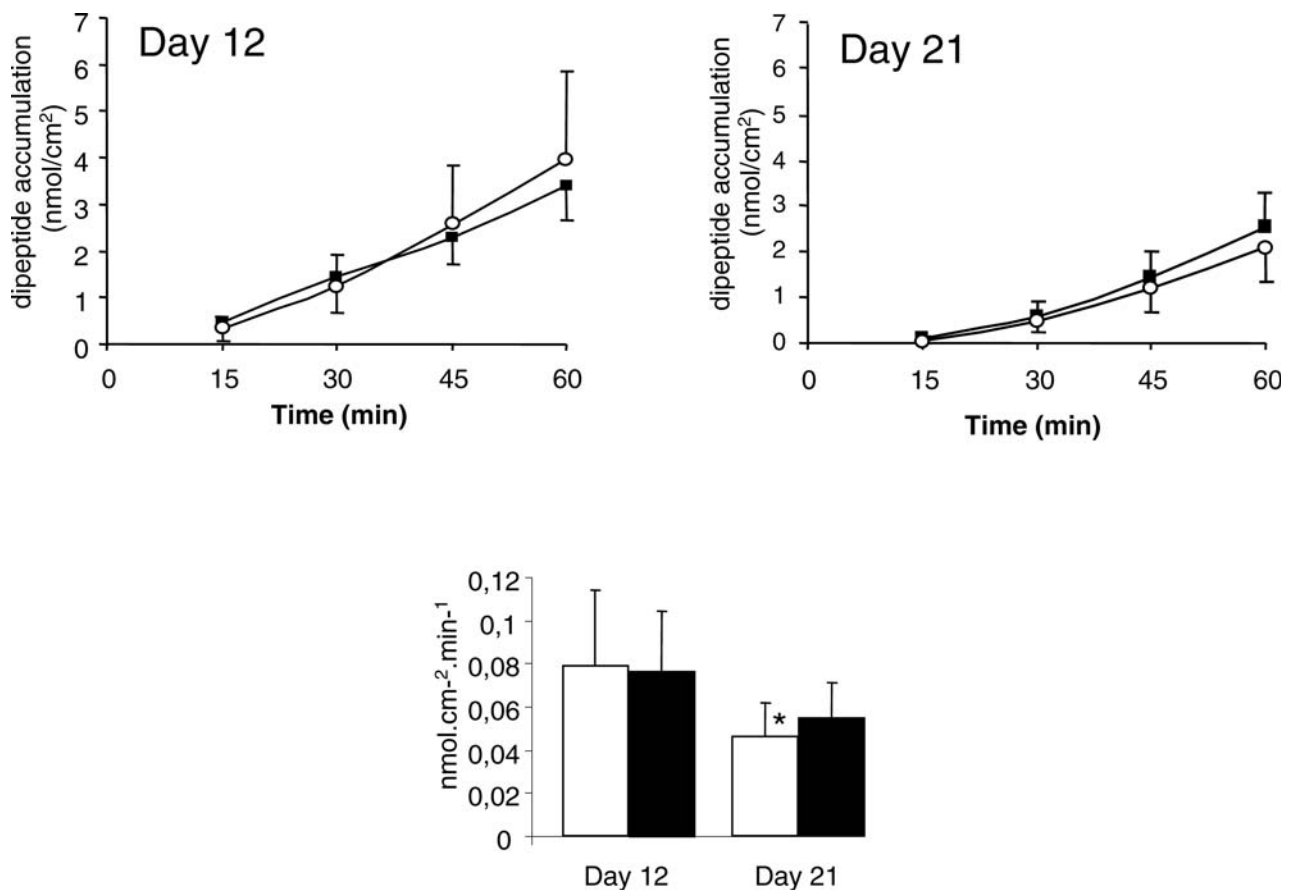 Day 12
dipeptide accumulation
(nmol/cm²)
7
6
5
4
3
2
1
0
0 15 30 45 60
Time (min)
Day 21
dipeptide accumulation
(nmol/cm²)
7
6
5
4
3
2
1
0
0 15 30 45 60
Time (min)
nmol.cm-².min-¹
0,12
0,1
0,08
0,06
0,04
0,02
0
*
Day 12 Day 21